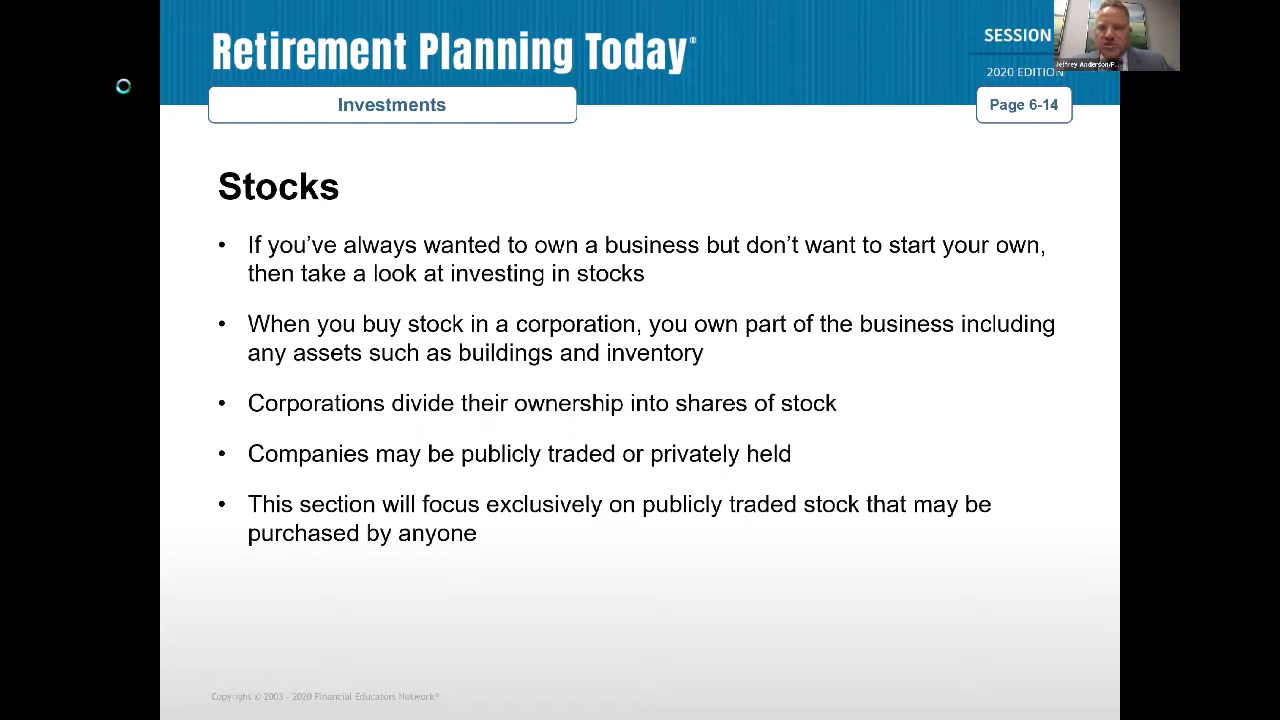 Retirement Planning Today®
SESSION
2020 EDITION
Jeffrey Anderson/P...
Investments
Page 6-14
Stocks
• If you’ve always wanted to own a business but don’t want to start your own,
then take a look at investing in stocks
• When you buy stock in a corporation, you own part of the business including
any assets such as buildings and inventory
• Corporations divide their ownership into shares of stock
• Companies may be publicly traded or privately held
• This section will focus exclusively on publicly traded stock that may be
purchased by anyone
Copyright © 2003 - 2020 Financial Educators Network®